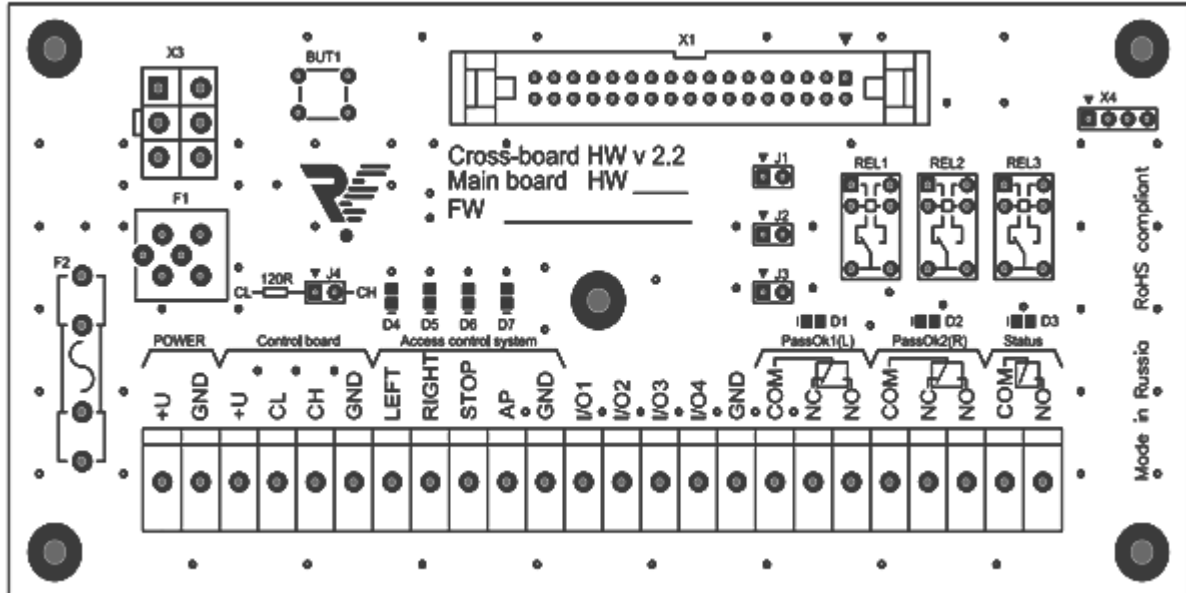 X3
BUT1
X1
X4
Cross-board HW v 2.2
Main board HW ____
FW ______________
J1
REL1 REL2 REL3
F1
J2
F2
120R J4
CL CH
J3
D4 D5 D6 D7
D1 D2 D3
POWER Control board Access control system PassOk1(L) PassOk2(R) Status
+U GND +U CL CH GND LEFT RIGHT STOP AP GND I/O1 I/O2 I/O3 I/O4 GND COM NC NO COM NC NO COM NO
Mode in Russia RoHS compliant